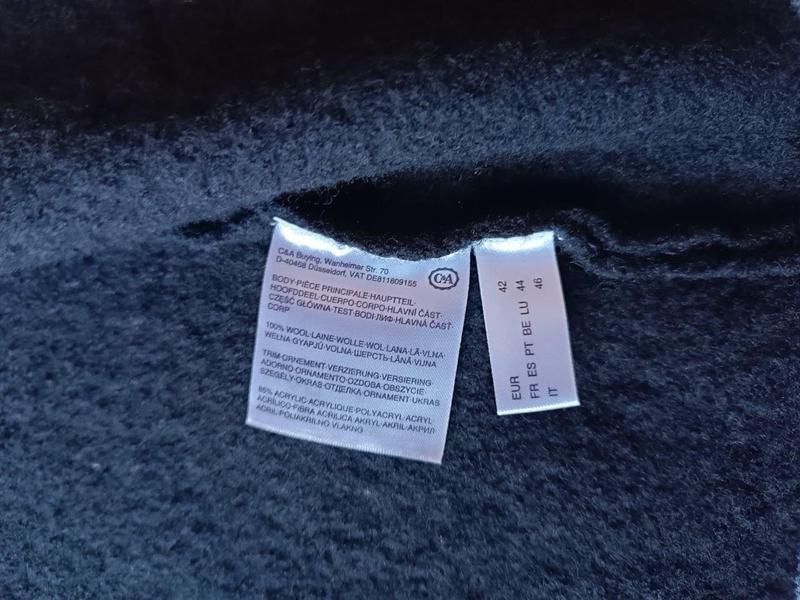 C&A Buying, Wanheimer Str. 70
D-40468 Düsseldorf, VAT DE811809155
C&A
BODY·PIÈCE PRINCIPALE·HAUPTTEIL·
HOOFDDEEL·CUERPO·CORPO·HLAVNÍ ČÁST·
CZĘŚĆ GŁÓWNA·TEST·BODI·ЛИФ·HLAVNÁ ČASŤ·
CORP
100% WOOL·LAINE·WOLLE·WOL·LANA·LÃ·VLNA·
WEŁNA·GYAPJÚ·VOLNA·ШЕРСТЬ·LÂNĂ·VUNA
TRIM·ORNEMENT·VERZIERUNG·VERSIERING·
ADORNO·ORNAMENTO·OZDOBA·OBSZYCIE·
SZEGÉLY·OKRAS·ОТДЕЛКА·ORNAMENT·UKRAS
85% ACRYLIC·ACRYLIQUE·POLYACRYL·ACRYL·
ACRÍLICO·FIBRA ACRÍLICA·AKRYL·AKRIL·АКРИЛ·
ACRIL·POLIAKRILNO VLAKNO
EUR 42
FR ES PT BE LU 44
IT 46